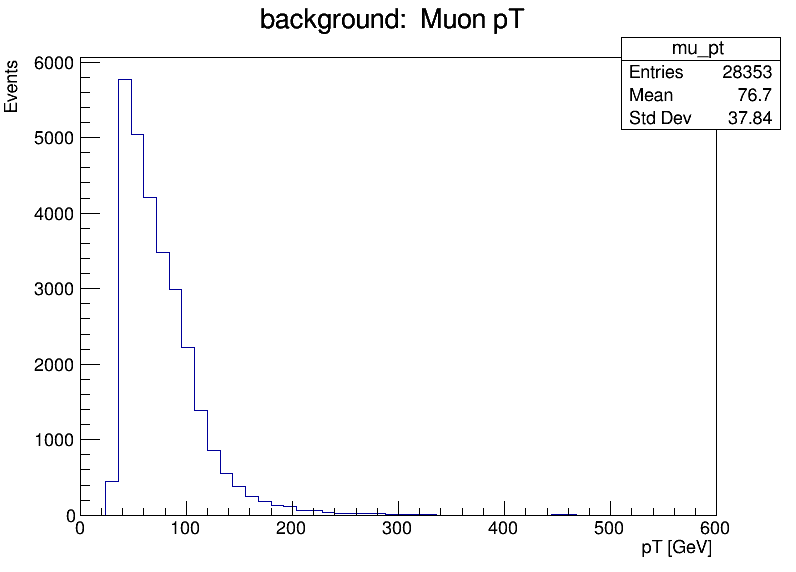 background: Muon pT
mu_pt
Entries 28353
Mean 76.7
Std Dev 37.84
Events
6000
5000
4000
3000
2000
1000
0
0 100 200 300 400 500 600
pT [GeV]